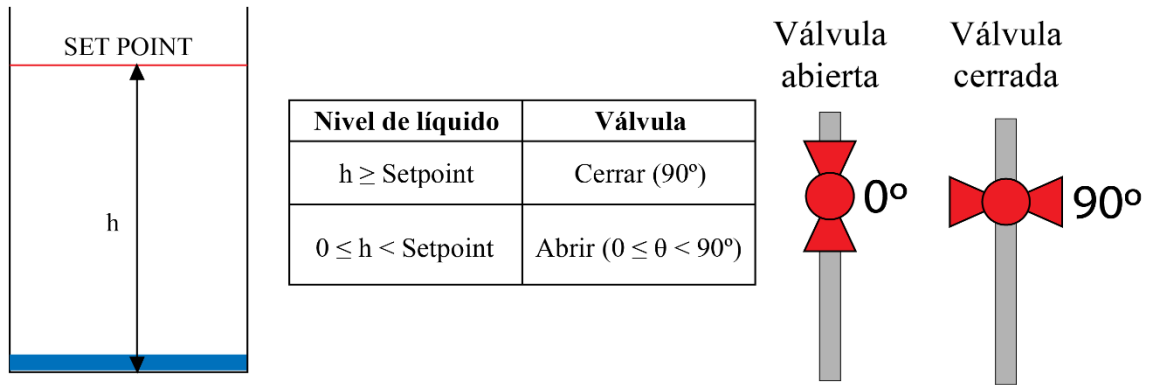 SET POINT
h
Nivel de líquido Válvula
h ≥ Setpoint Cerrar (90º)
0 ≤ h < Setpoint Abrir (0 ≤ θ < 90º)
Válvula
abierta
0º
Válvula
cerrada
90º